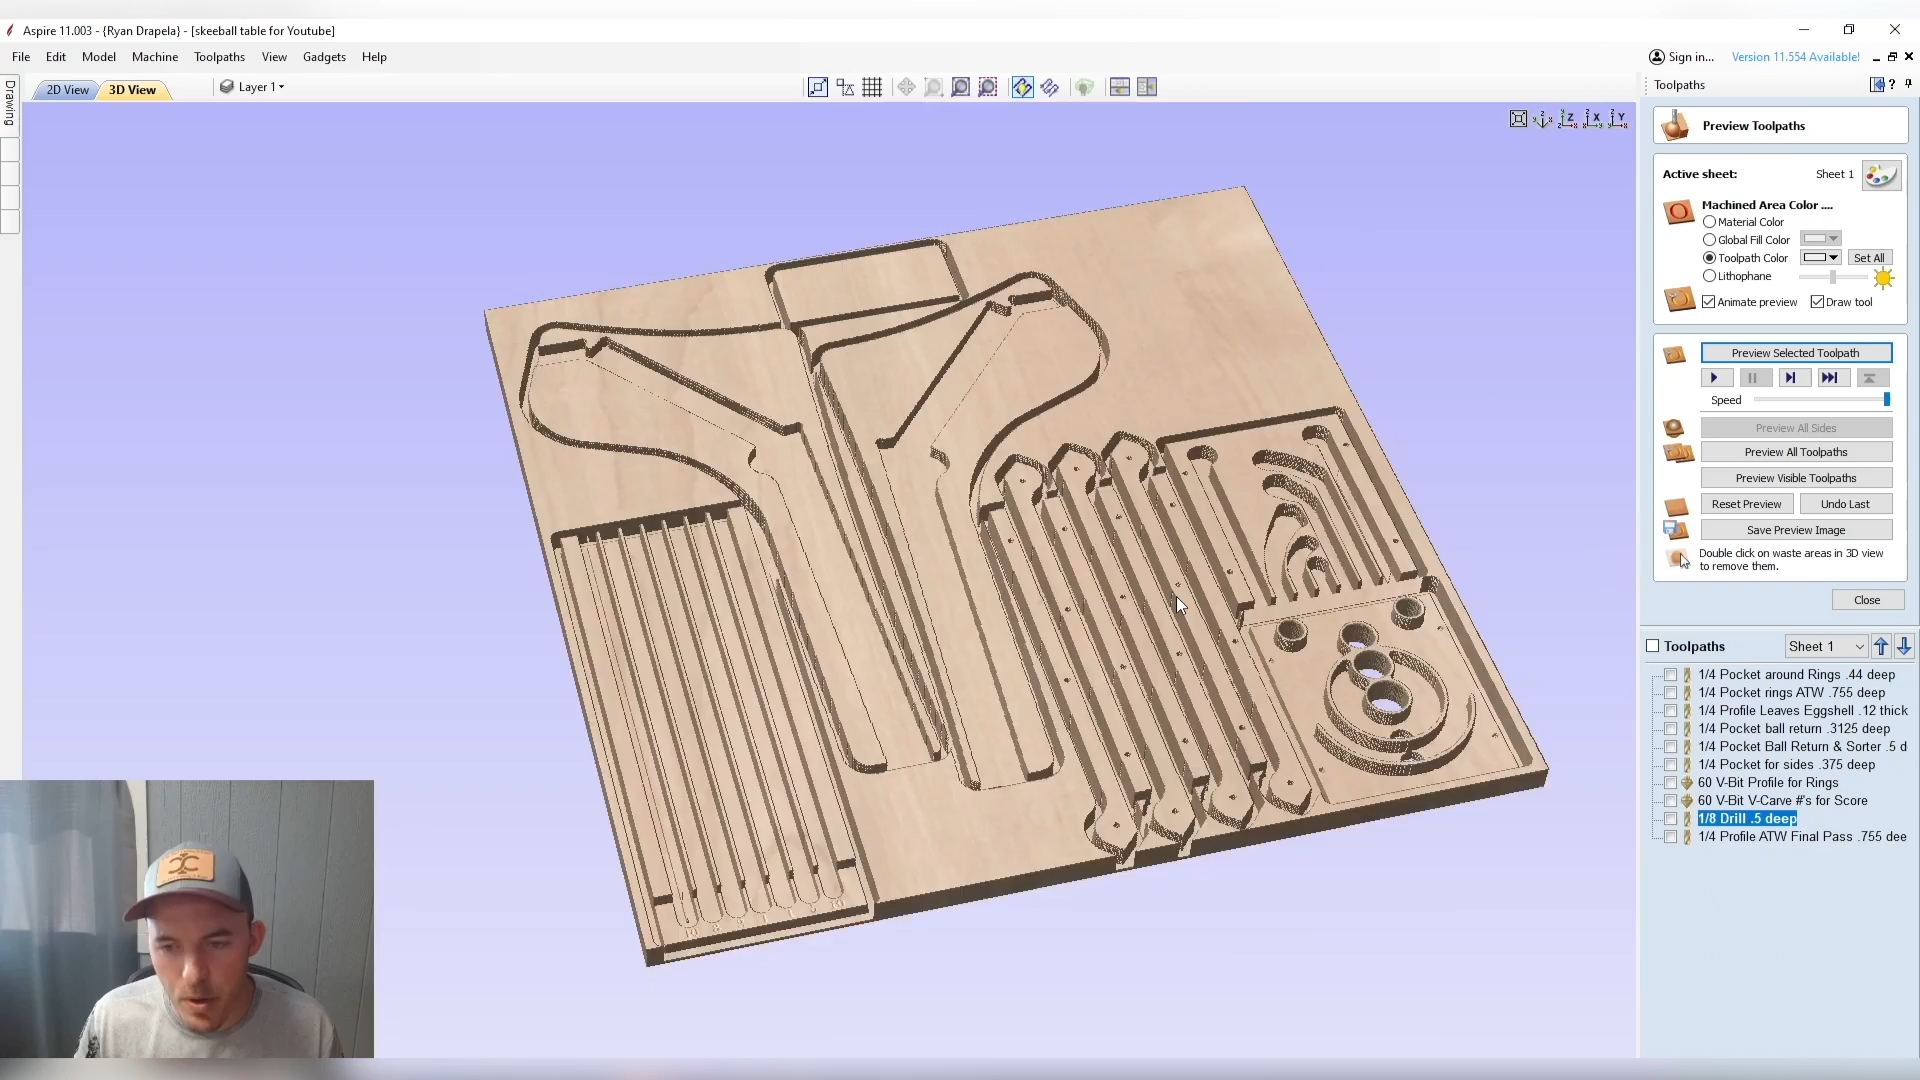 Aspire 11.003 - {Ryan Drapela} - [skeeball table for Youtube]
File Edit Model Machine Toolpaths View Gadgets Help
Sign in... Version 11.554 Available!
Drawing
2D View 3D View Layer 1
Z X Y
Toolpaths ?
Preview Toolpaths
Active sheet: Sheet 1
Machined Area Color ....
Material Color
Global Fill Color
Toolpath Color Set All
Lithophane
Animate preview Draw tool
Preview Selected Toolpath
Speed
Preview All Sides
Preview All Toolpaths
Preview Visible Toolpaths
Reset Preview Undo Last
Save Preview Image
Double click on waste areas in 3D view
to remove them.
Close
Toolpaths Sheet 1
1/4 Pocket around Rings .44 deep
1/4 Pocket rings ATW .755 deep
1/4 Profile Leaves Eggshell .12 thick
1/4 Pocket ball return .3125 deep
1/4 Pocket Ball Return & Sorter .5 d
1/4 Pocket for sides .375 deep
60 V-Bit Profile for Rings
60 V-Bit V-Carve #'s for Score
1/8 Drill .5 deep
1/4 Profile ATW Final Pass .755 dee